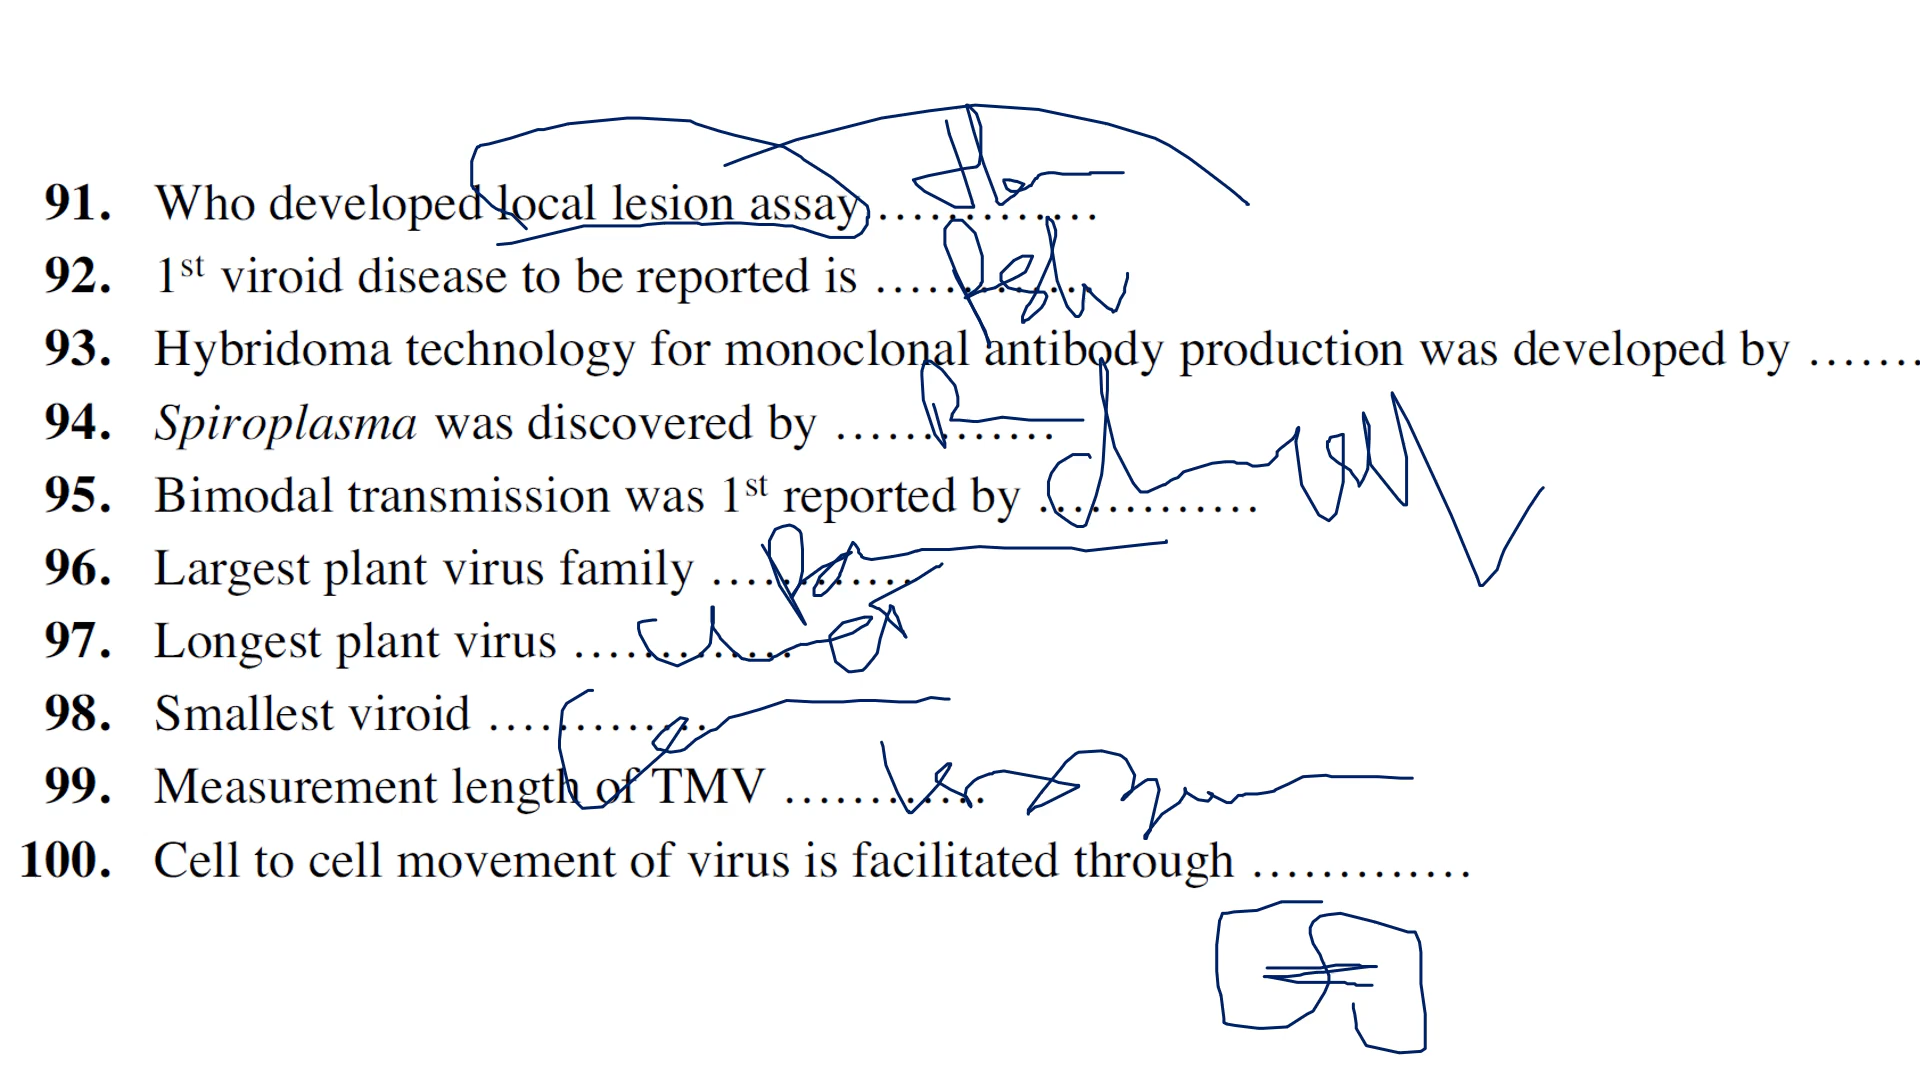 91. Who developed local lesion assay .............
92. 1st viroid disease to be reported is .............
93. Hybridoma technology for monoclonal antibody production was developed by .......
94. Spiroplasma was discovered by .............
95. Bimodal transmission was 1st reported by .............
96. Largest plant virus family ............
97. Longest plant virus .............
98. Smallest viroid .............
99. Measurement length of TMV ............
100. Cell to cell movement of virus is facilitated through .............